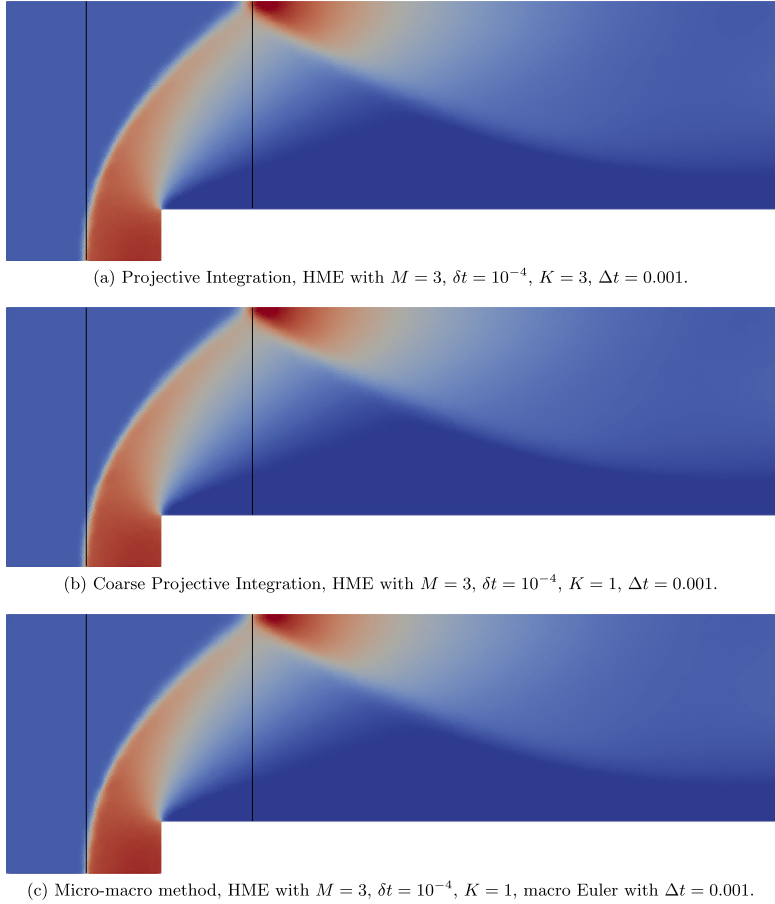 (a) Projective Integration, HME with M = 3, δt = 10⁻⁴, K = 3, Δt = 0.001.
(b) Coarse Projective Integration, HME with M = 3, δt = 10⁻⁴, K = 1, Δt = 0.001.
(c) Micro-macro method, HME with M = 3, δt = 10⁻⁴, K = 1, macro Euler with Δt = 0.001.